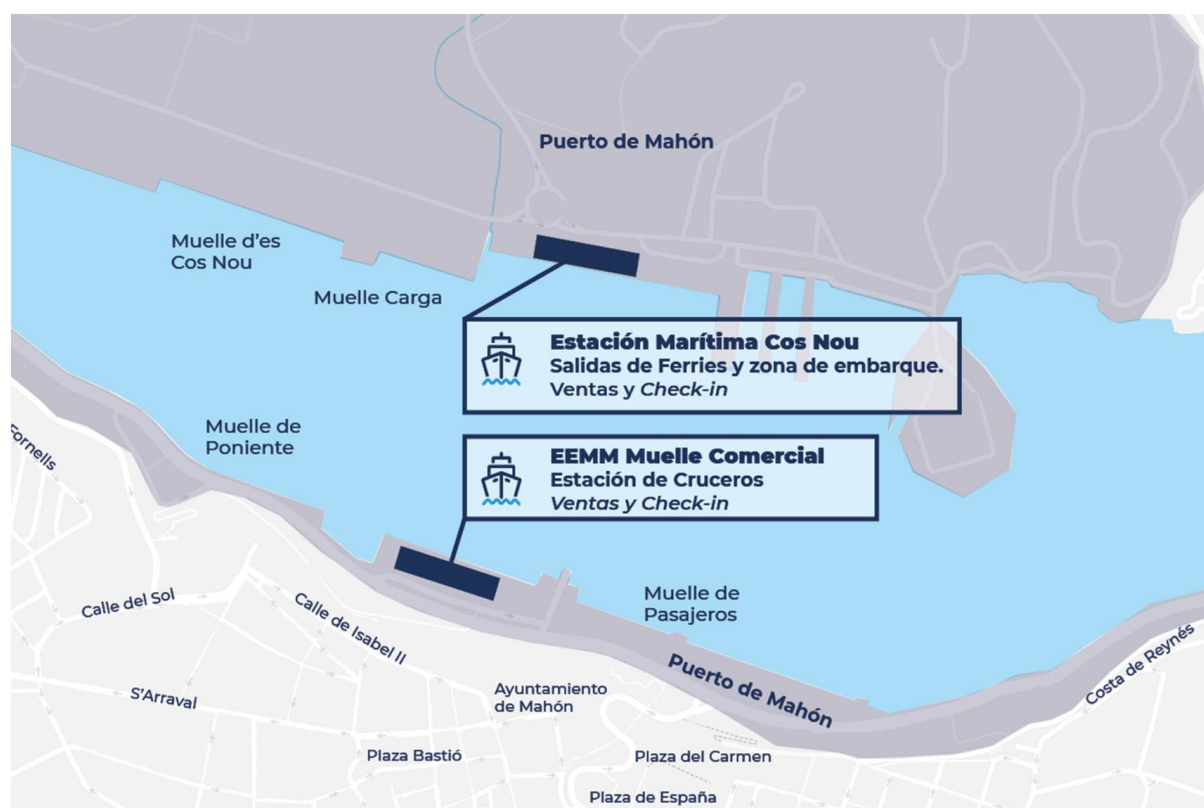 Puerto de Mahón
Muelle d'es
Cos Nou
Muelle Carga
Estación Marítima Cos Nou
Salidas de Ferries y zona de embarque.
Ventas y Check-in
Muelle de
Poniente
Fornells
EEMM Muelle Comercial
Estación de Cruceros
Ventas y Check-in
Muelle de
Pasajeros
Calle del Sol
Calle de Isabel II
Costa de Reynés
Puerto de Mahón
S'Arraval
Ayuntamiento
de Mahón
Plaza Bastió
Plaza del Carmen
Plaza de España